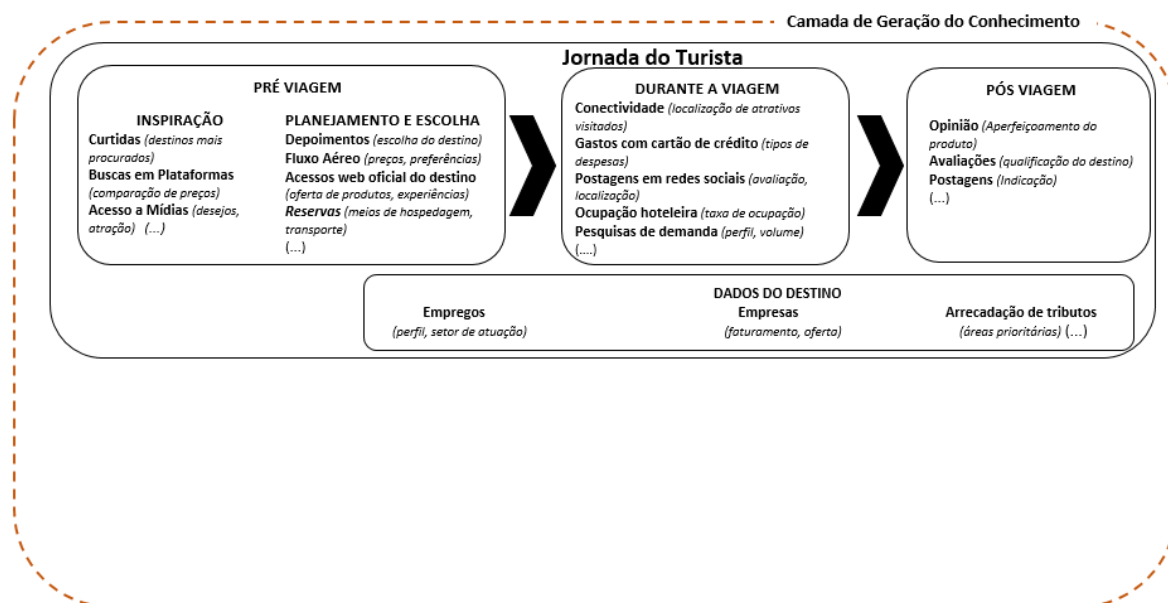 Camada de Geração do Conhecimento
Jornada do Turista
PRÉ VIAGEM
INSPIRAÇÃO
Curtidas (destinos mais
procurados)
Buscas em Plataformas
(comparação de preços)
Acesso a Mídias (desejos,
atração) (...)
PLANEJAMENTO E ESCOLHA
Depoimentos (escolha do destino)
Fluxo Aéreo (preços, preferências)
Acessos web oficial do destino
(oferta de produtos, experiências)
Reservas (meios de hospedagem,
transporte)
(...)
DURANTE A VIAGEM
Conectividade (localização de atrativos
visitados)
Gastos com cartão de crédito (tipos de
despesas)
Postagens em redes sociais (avaliação,
localização)
Ocupação hoteleira (taxa de ocupação)
Pesquisas de demanda (perfil, volume)
(....)
PÓS VIAGEM
Opinião (Aperfeiçoamento do
produto)
Avaliações (qualificação do destino)
Postagens (Indicação)
(...)
DADOS DO DESTINO
Empregos
(perfil, setor de atuação)
Empresas
(faturamento, oferta)
Arrecadação de tributos
(áreas prioritárias) (...)